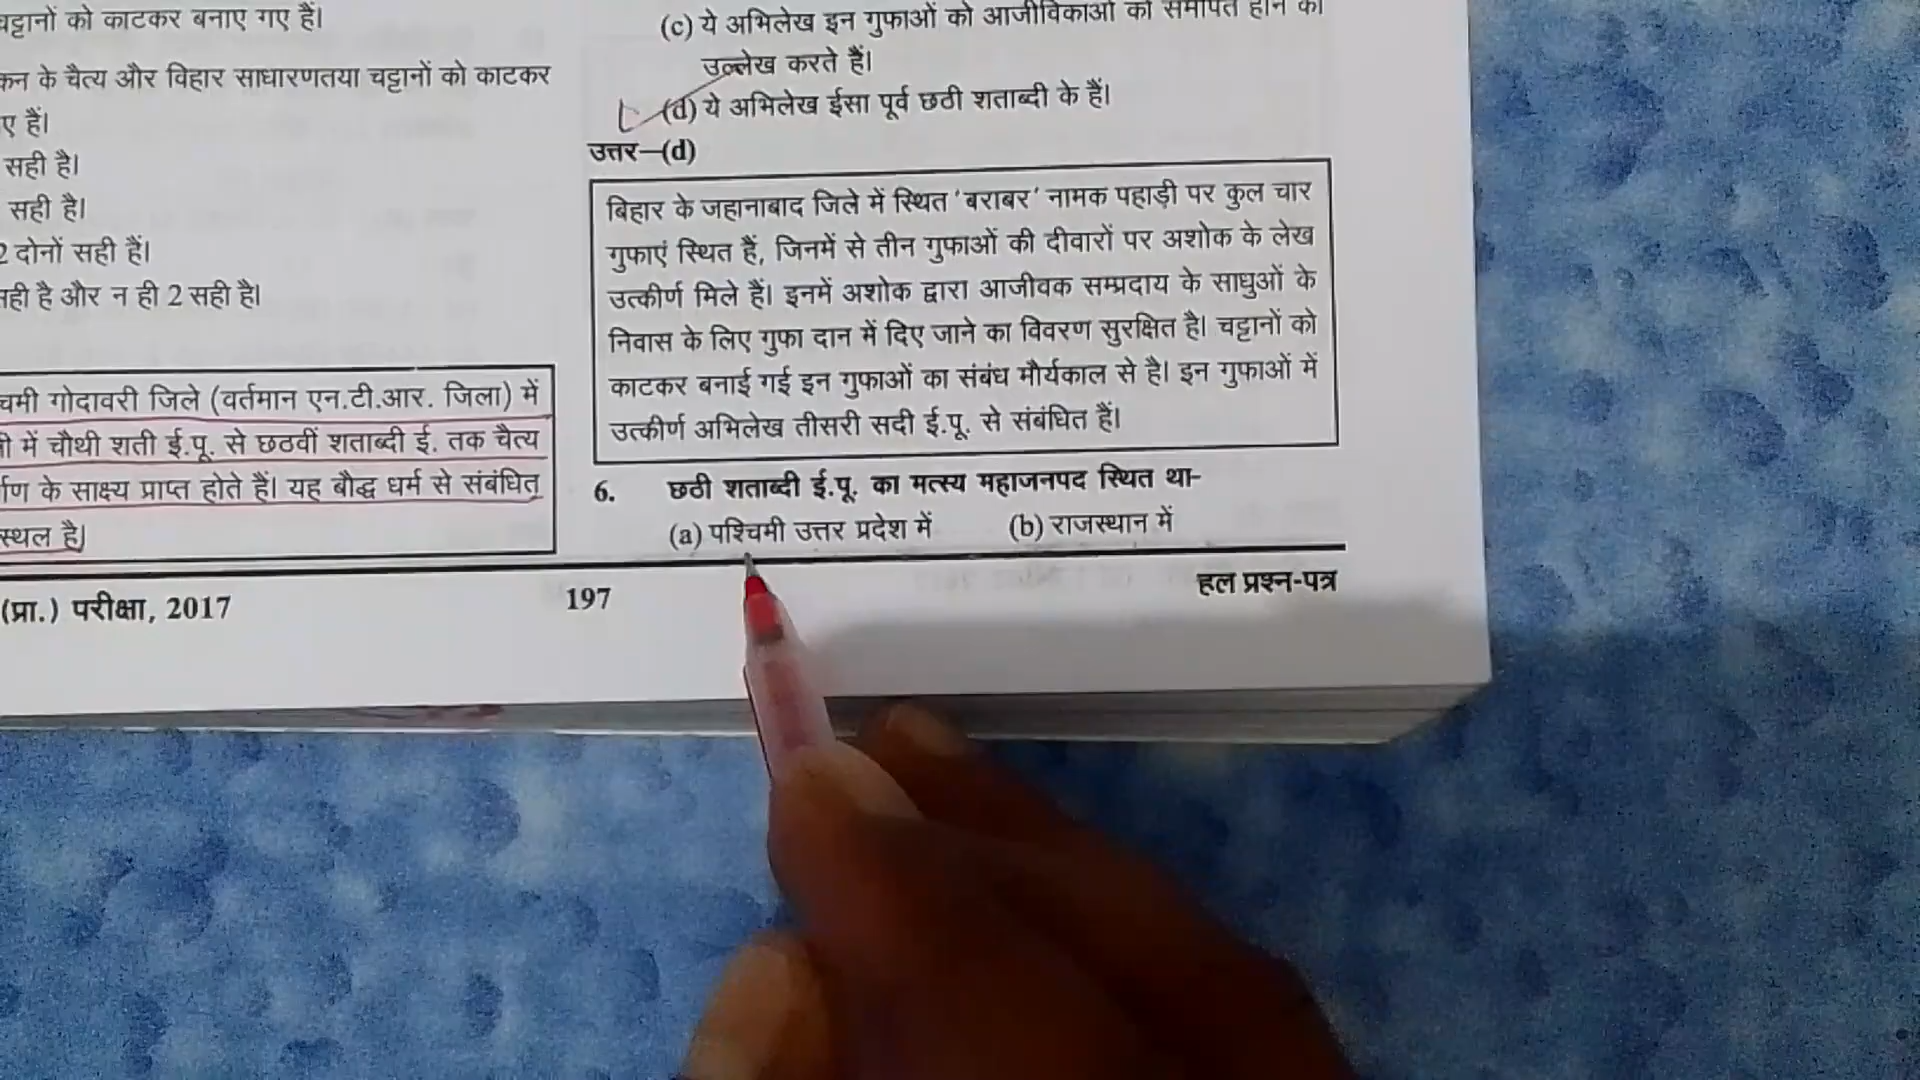 चट्टानों को काटकर बनाए गए हैं।
कन के चैत्य और विहार साधारणतया चट्टानों को काटकर
ए हैं।
सही है।
सही है।
2 दोनों सही हैं।
सही है और न ही 2 सही है।
चमी गोदावरी जिले (वर्तमान एन.टी.आर. जिला) में
में चौथी शती ई.पू. से छठवीं शताब्दी ई. तक चैत्य
के साक्ष्य प्राप्त होते हैं। यह बौद्ध धर्म से संबंधित
स्थल है।
(प्रा.) परीक्षा, 2017
(c) ये अभिलेख इन गुफाओं को आजीविकाओं को समर्पित होने का
उल्लेख करते हैं।
(d) ये अभिलेख ईसा पूर्व छठी शताब्दी के हैं।
उत्तर—(d)
बिहार के जहानाबाद जिले में स्थित 'बराबर' नामक पहाड़ी पर कुल चार
गुफाएं स्थित हैं, जिनमें से तीन गुफाओं की दीवारों पर अशोक के लेख
उत्कीर्ण मिले हैं। इनमें अशोक द्वारा आजीवक सम्प्रदाय के साधुओं के
निवास के लिए गुफा दान में दिए जाने का विवरण सुरक्षित है। चट्टानों को
काटकर बनाई गई इन गुफाओं का संबंध मौर्यकाल से है। इन गुफाओं में
उत्कीर्ण अभिलेख तीसरी सदी ई.पू. से संबंधित हैं।
6. छठी शताब्दी ई.पू. का मत्स्य महाजनपद स्थित था-
(a) पश्चिमी उत्तर प्रदेश में (b) राजस्थान में
197
हल प्रश्न-पत्र